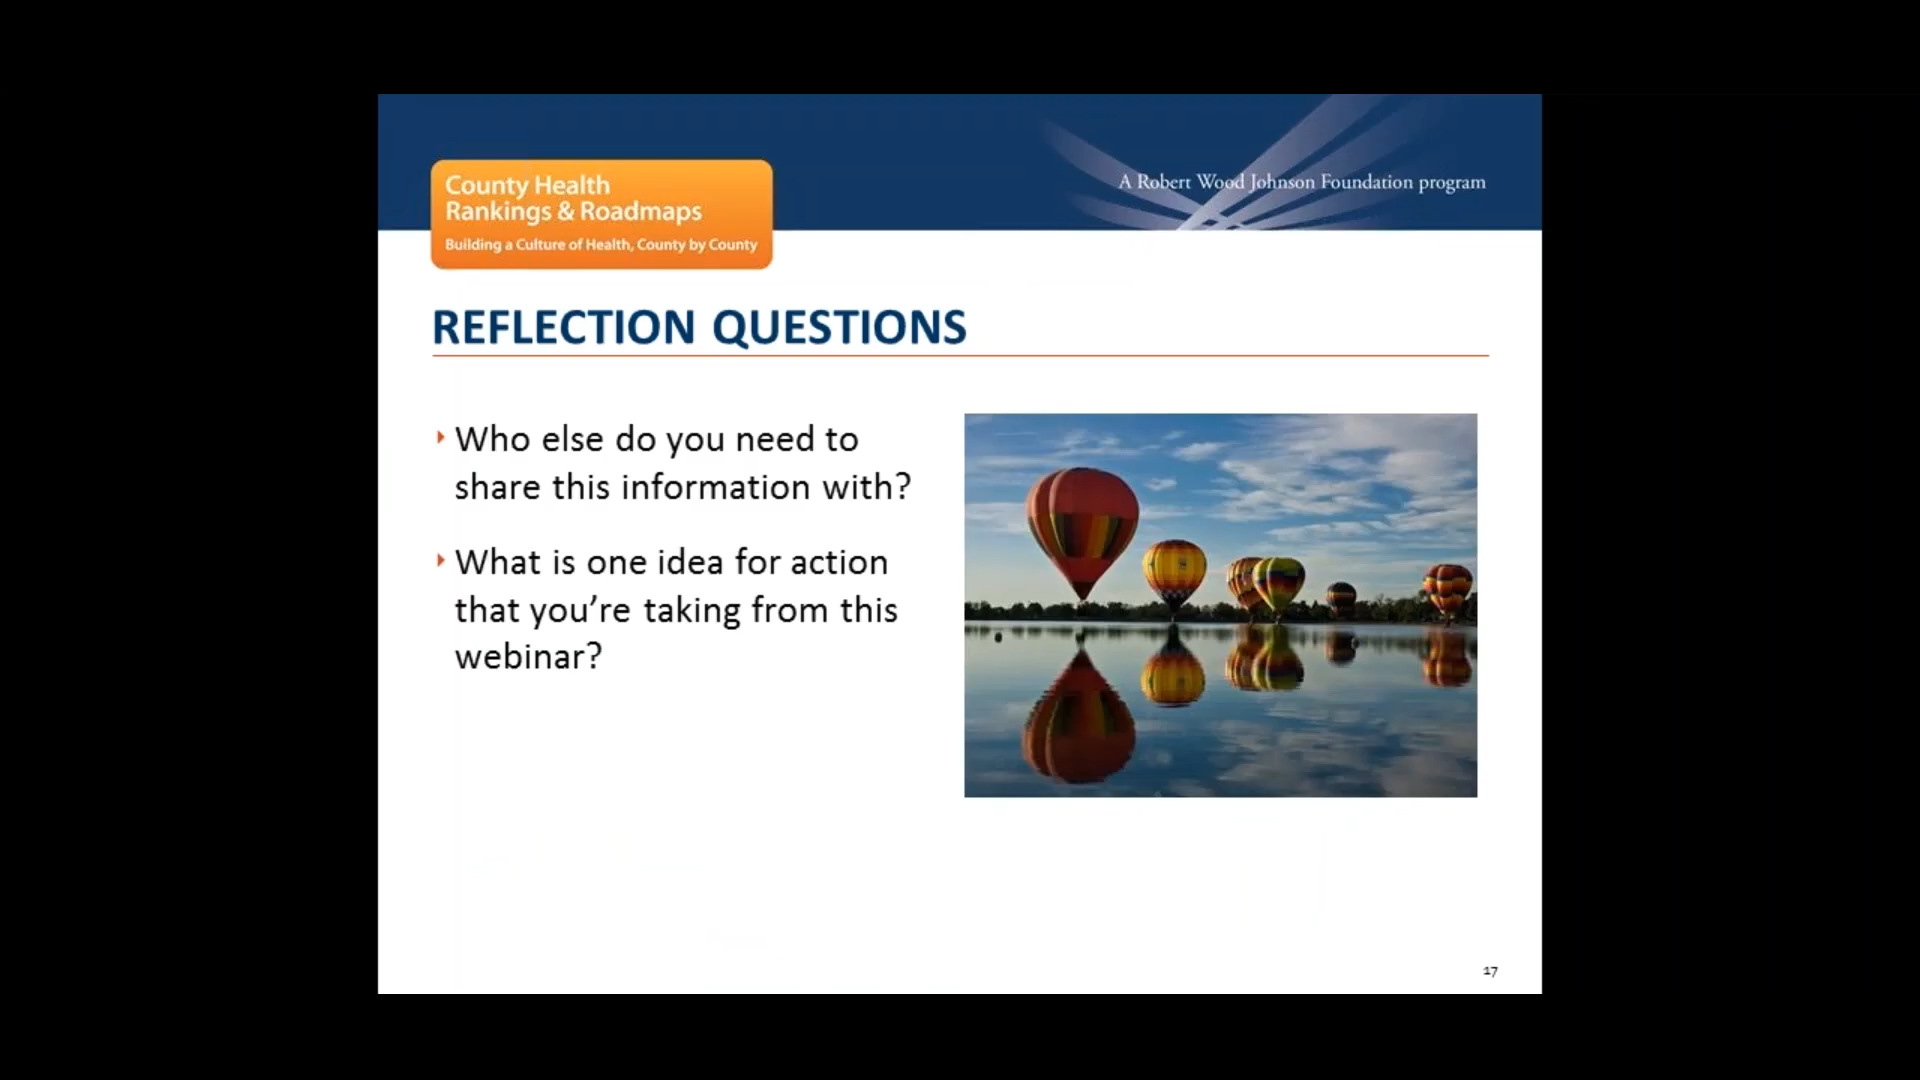 County Health
Rankings & Roadmaps
Building a Culture of Health, County by County
A Robert Wood Johnson Foundation program
REFLECTION QUESTIONS
Who else do you need to
share this information with?
What is one idea for action
that you’re taking from this
webinar?
17